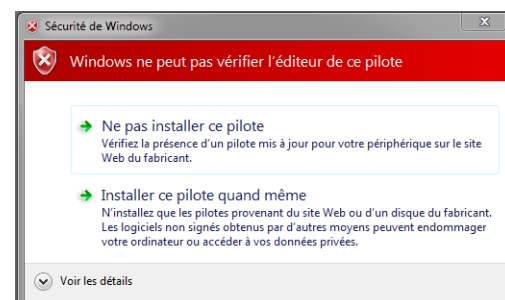 Sécurité de Windows
Windows ne peut pas vérifier l'éditeur de ce pilote
Ne pas installer ce pilote
Vérifiez la présence d'un pilote mis à jour pour votre périphérique sur le site
Web du fabricant.
Installer ce pilote quand même
N'installez que les pilotes provenant du site Web ou d'un disque du fabricant.
Les logiciels non signés obtenus par d'autres moyens peuvent endommager
votre ordinateur ou accéder à vos données privées.
Voir les détails